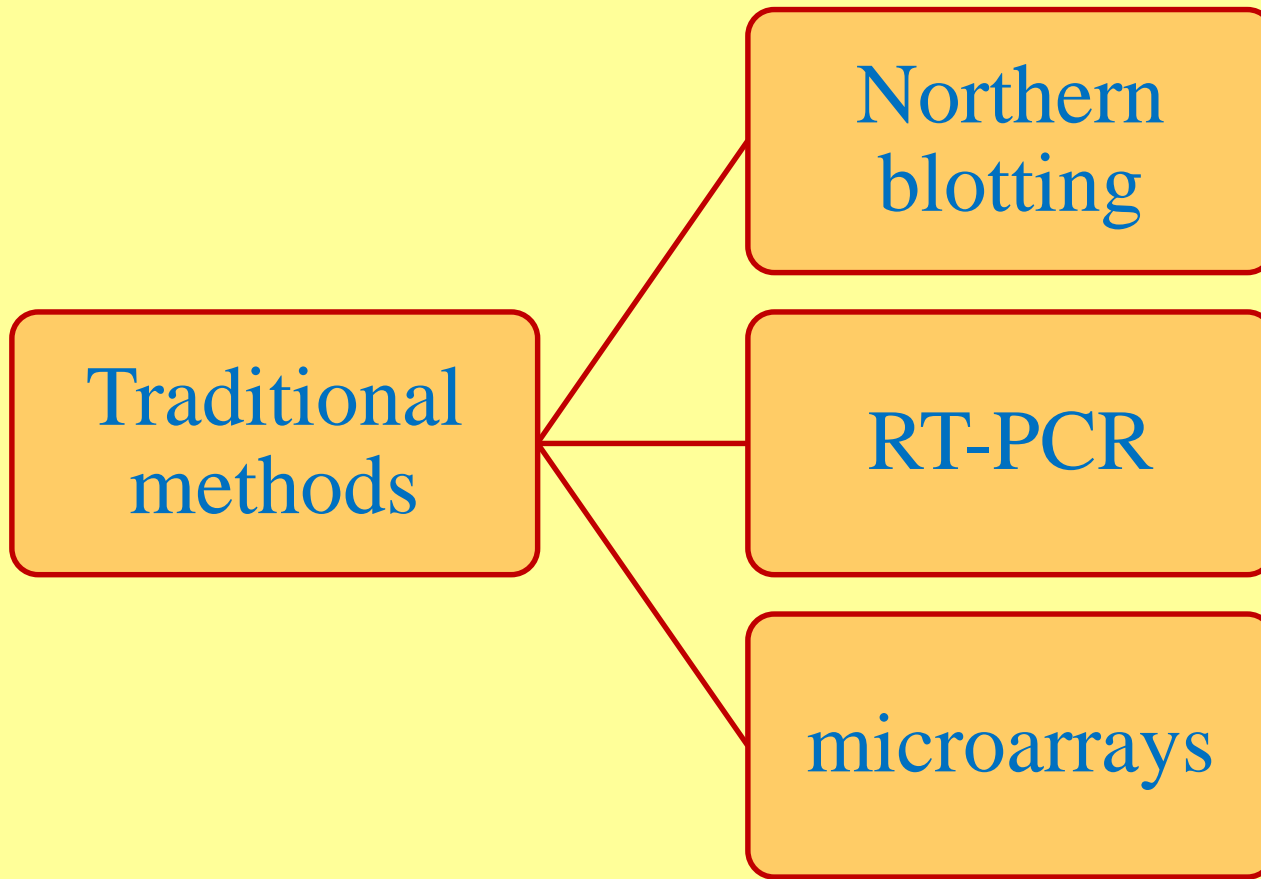 Northern
blotting
Traditional
methods
RT-PCR
microarrays